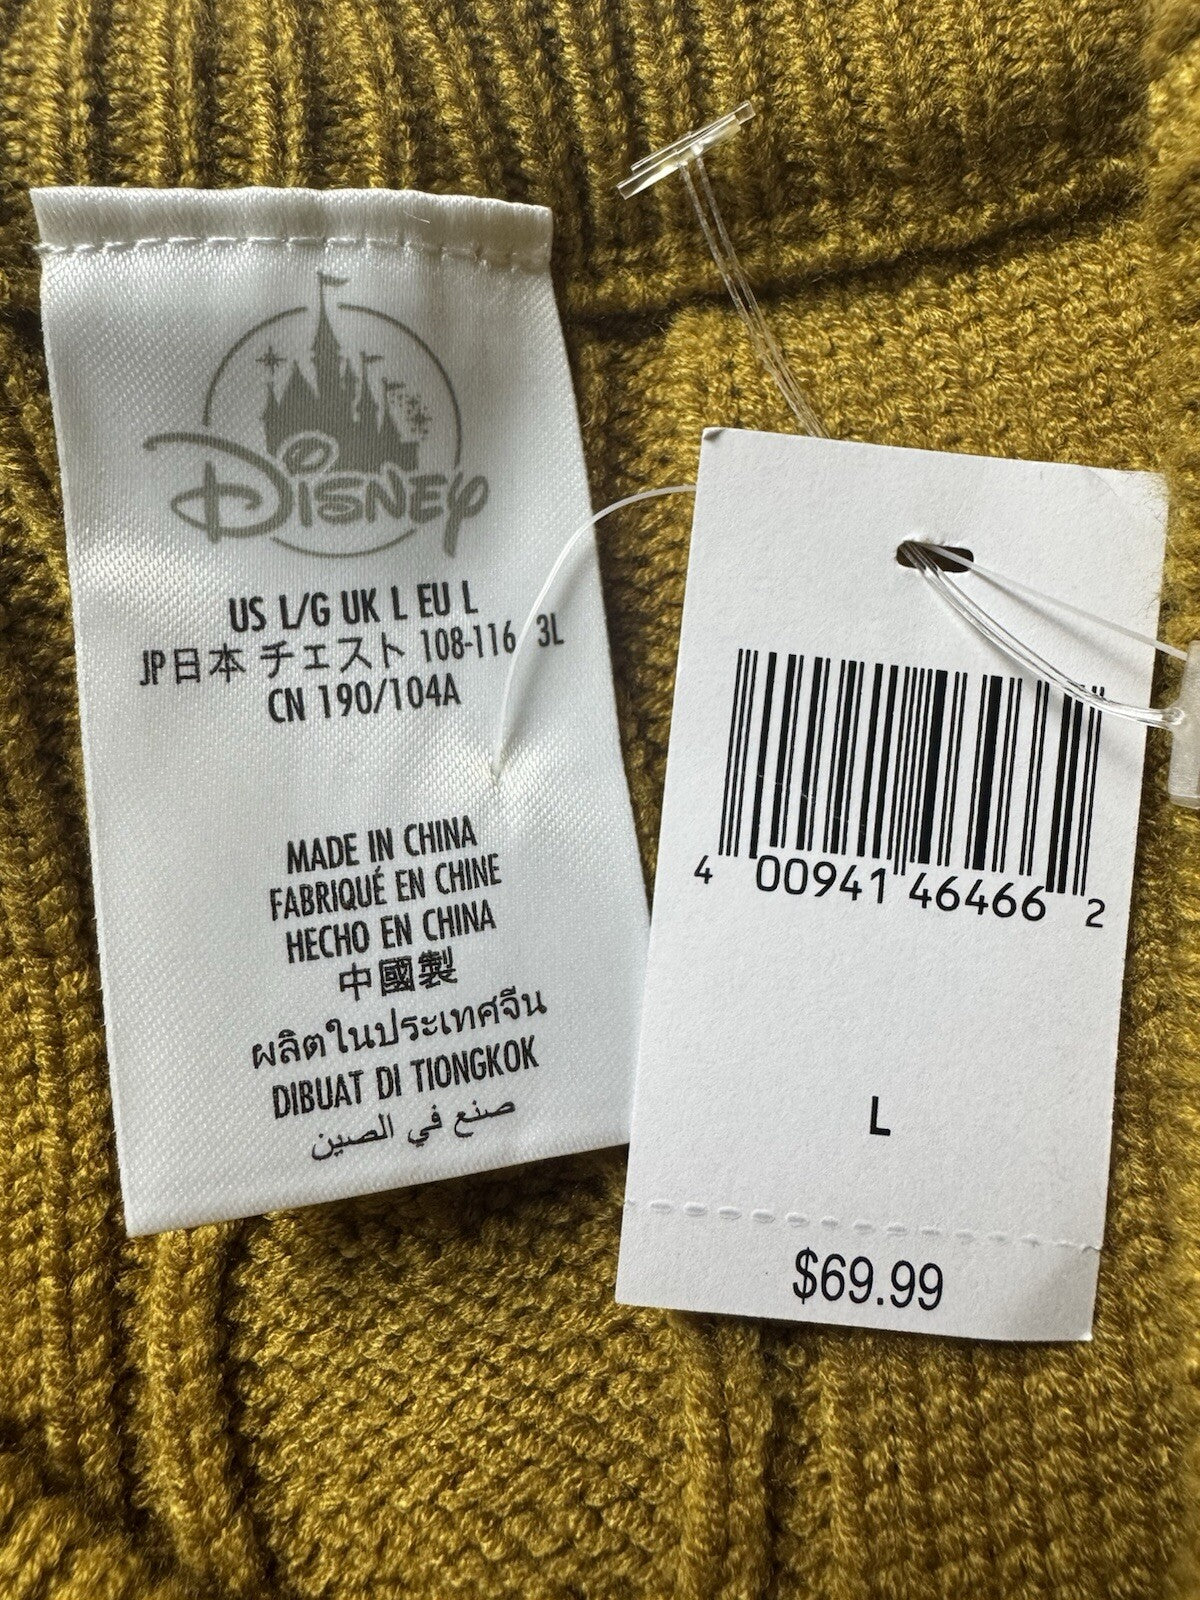 Disney
US L/G UK L EU L
JP日本 チェスト 108-116 3L
CN 190/104A
MADE IN CHINA
FABRIQUÉ EN CHINE
HECHO EN CHINA
中國製
ผลิตในประเทศจีน
DIBUAT DI TIONGKOK
صنع في الصين
4 00941 46466 2
L
$69.99